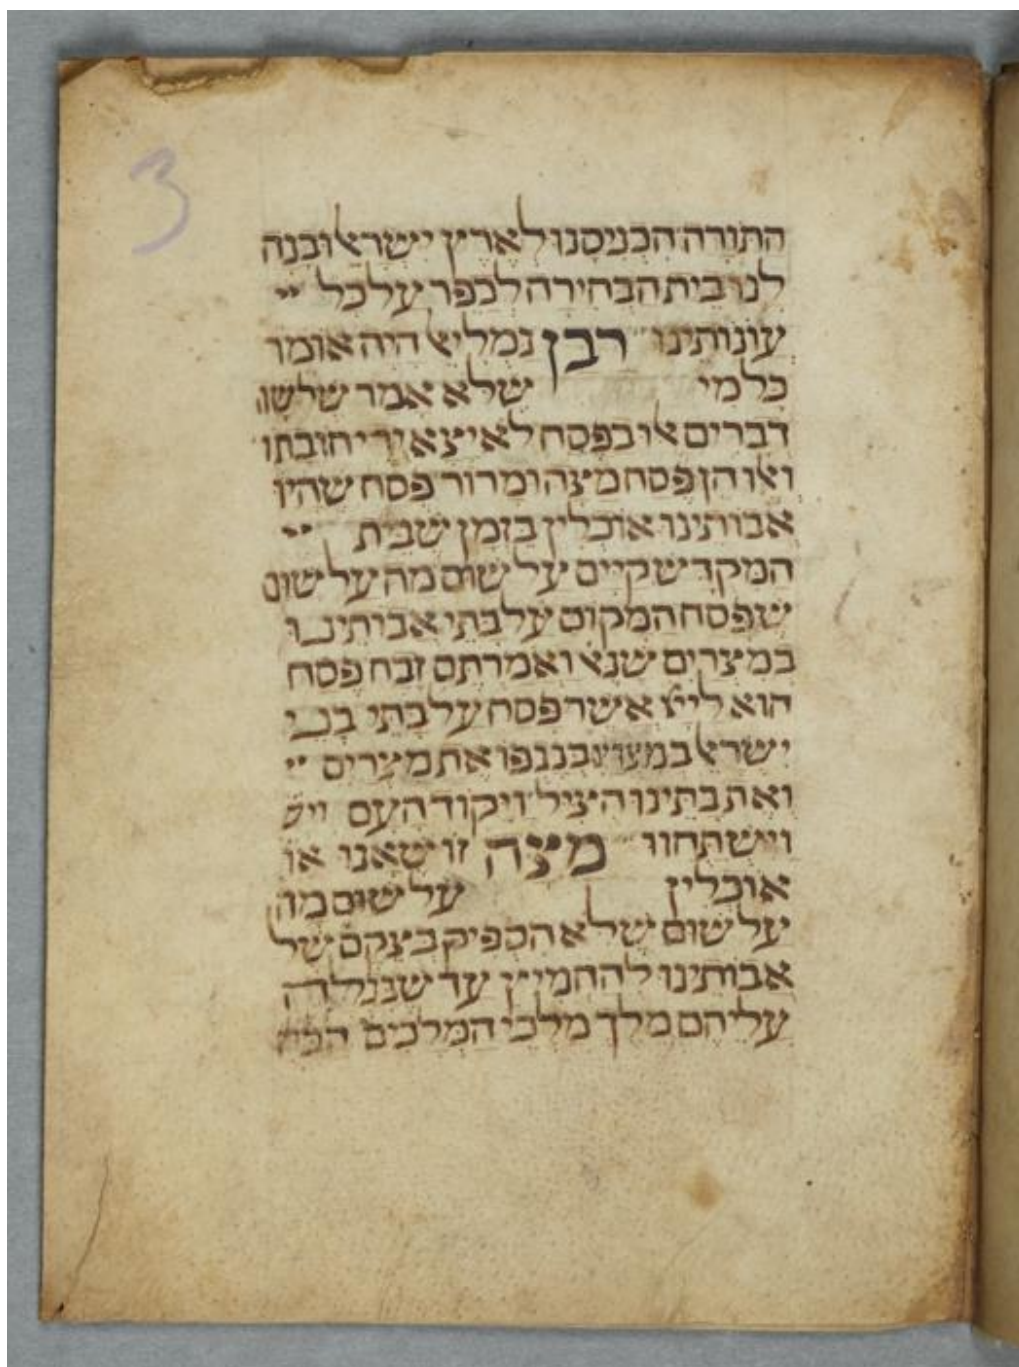 3
התורה הכניסנו לארץ ישראל ובנה
לנו בית הבחירה לכפר על כל
עונותינו רבן גמליאל היה אומר
כל מי שלא אמר שלשה
דברים אלו בפסח לא יצא ידי חובתו
ואלו הן פסח מצה ומרור פסח שהיו
אבותינו אוכלין בזמן שבית
המקדש קיים על שום מה על שום
שפסח המקום על בתי אבותינו
במצרים שנא ואמרתם זבח פסח
הוא ליי אשר פסח על בתי בני
ישראל במצרים בנגפו את מצרים
ואת בתינו הציל ויקוד העם ויש
וישתחוו מצה זו שאנו או
אוכלין על שום מה
על שום שלא הספיק בצקם של
אבותינו להחמיץ עד שנגלה
עליהם מלך מלכי המלכים הבה